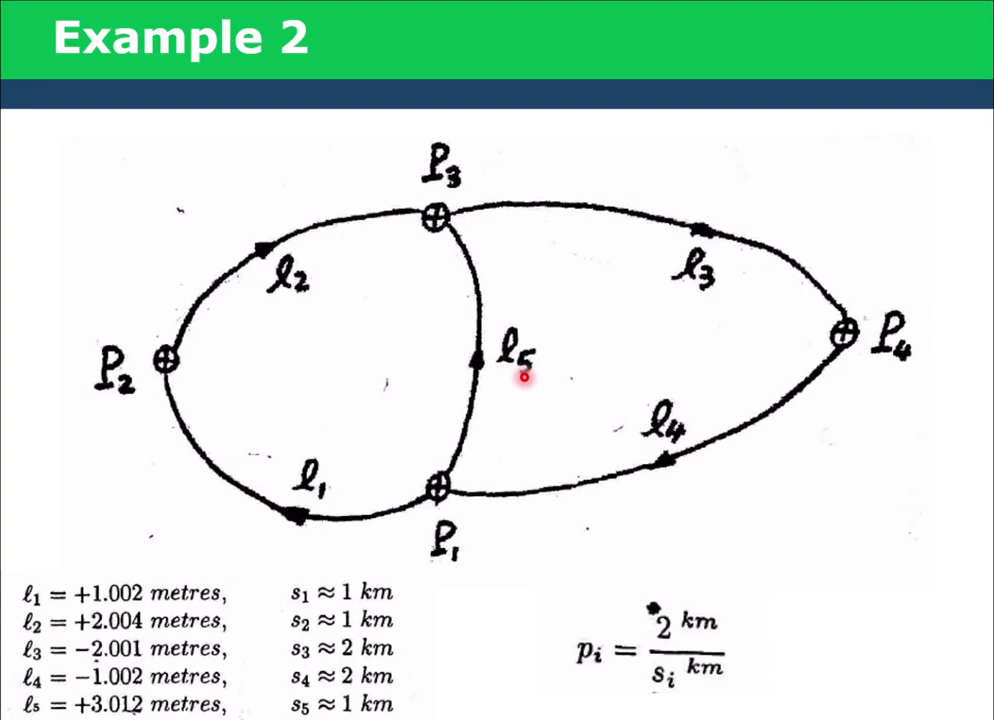 Example 2
P3
l2
l3
P2
l5
P4
l4
l1
P1
ℓ1 = +1.002 metres, s1 ≈ 1 km
ℓ2 = +2.004 metres, s2 ≈ 1 km
ℓ3 = −2.001 metres, s3 ≈ 2 km
ℓ4 = −1.002 metres, s4 ≈ 2 km
ℓ5 = +3.012 metres, s5 ≈ 1 km
pi = 2 km / si km